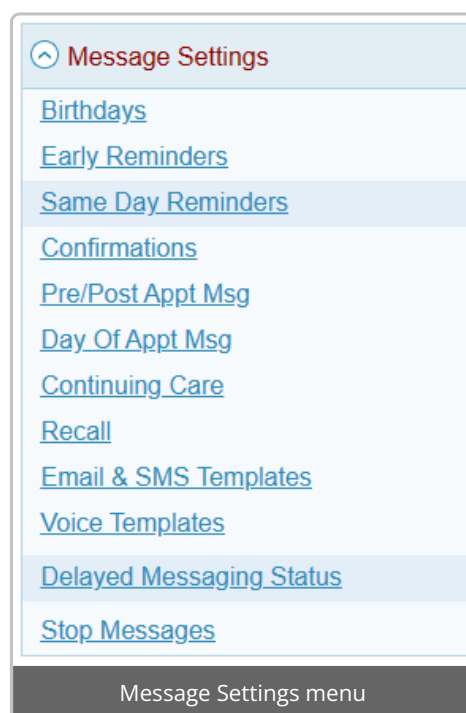 Message Settings
Birthdays
Early Reminders
Same Day Reminders
Confirmations
Pre/Post Appt Msg
Day Of Appt Msg
Continuing Care
Recall
Email & SMS Templates
Voice Templates
Delayed Messaging Status
Stop Messages
Message Settings menu